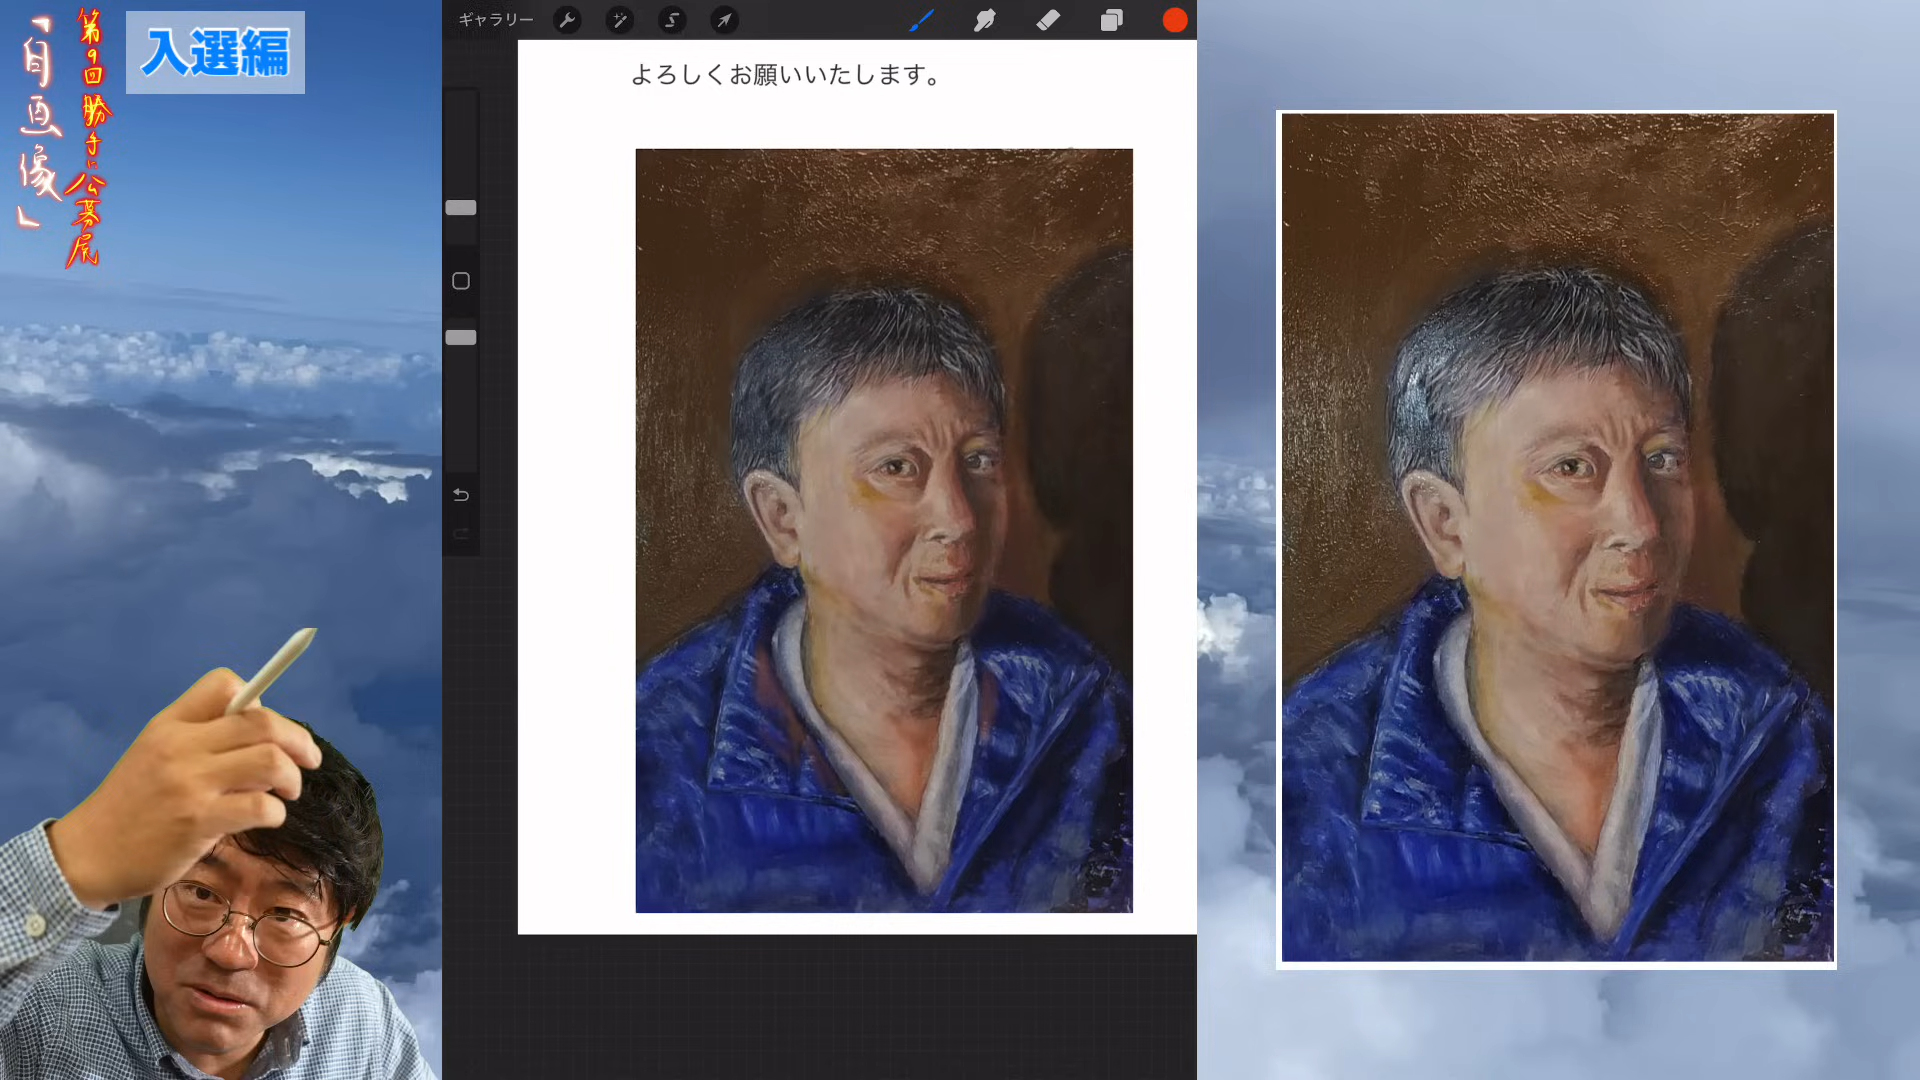 第9回 勝手に公募展
「自画像」
入選編
ギャラリー
よろしくお願いいたします。